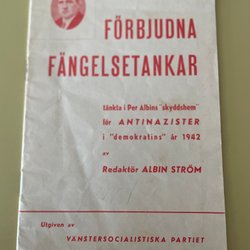 FÖRBJUDNA
FÄNGELSETANKAR
tänkta i Per Albins "skyddshem"
för ANTINAZISTER
i "demokratins" år 1942
av
Redaktör ALBIN STRÖM
Utgiven av
VÄNSTERSOCIALISTISKA PARTIET